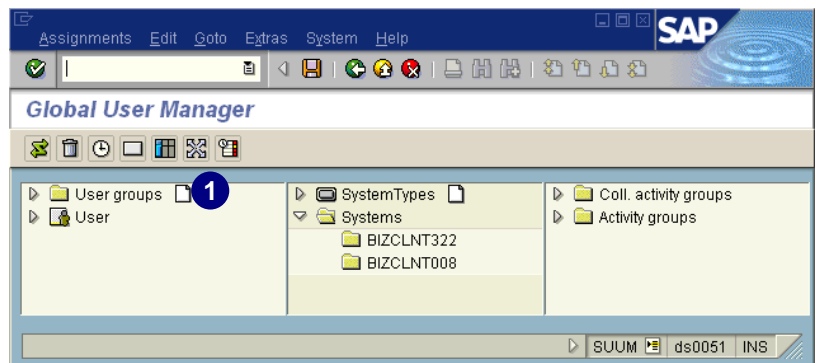 Assignments Edit Goto Extras System Help
SAP
Global User Manager
User groups 1
User
SystemTypes
Systems
BIZCLNT322
BIZCLNT008
Coll. activity groups
Activity groups
SUUM ds0051 INS